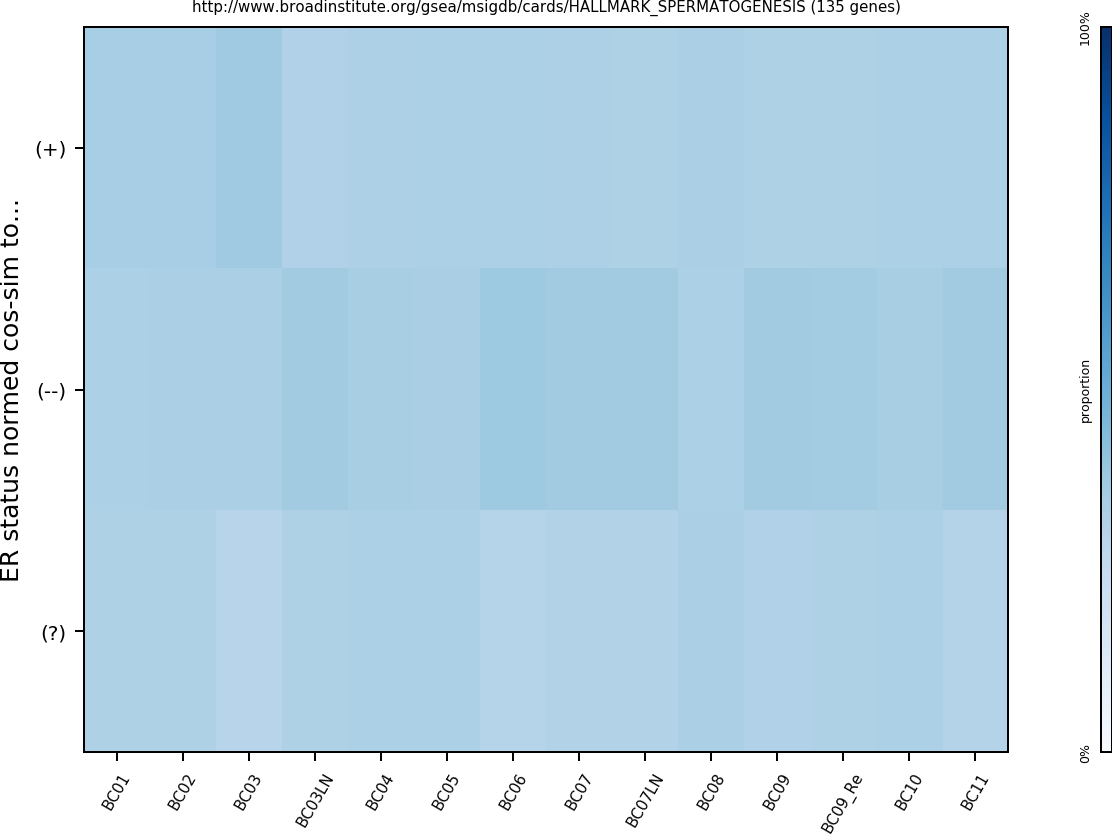 http://www.broadinstitute.org/gsea/msigdb/cards/HALLMARK_SPERMATOGENESIS (135 genes)
ER status normed cos-sim to...
(+)
(--)
(?)
BC01
BC02
BC03
BC03LN
BC04
BC05
BC06
BC07
BC07LN
BC08
BC09
BC09_Re
BC10
BC11
100%
proportion
0%